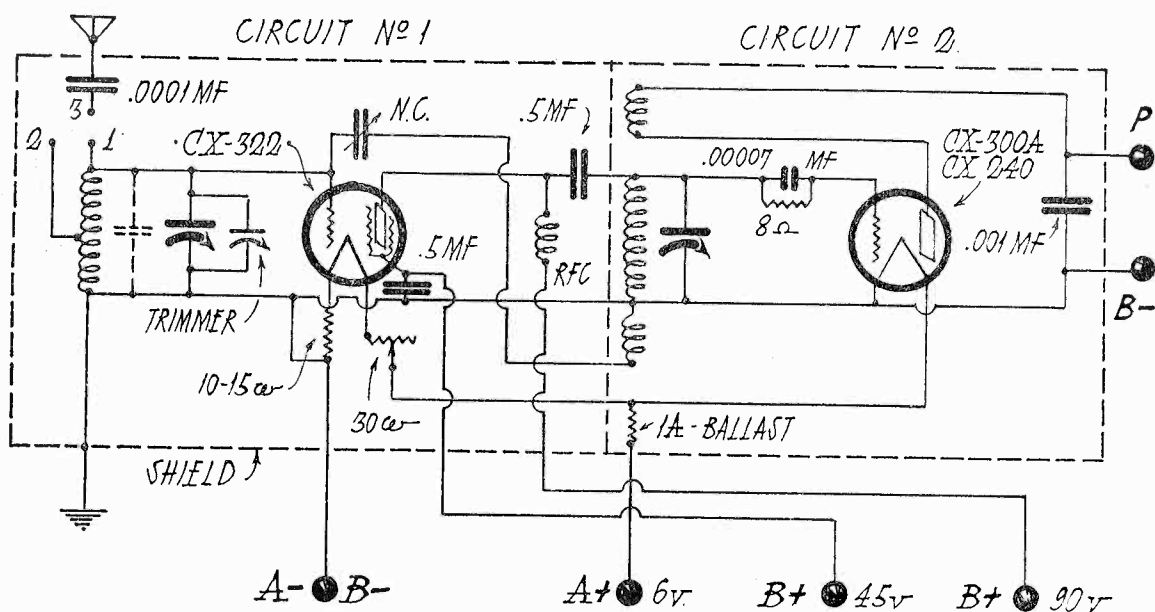 CIRCUIT Nº 1
CIRCUIT Nº 2.
.0001 MF
3
2
1
N.C.
CX-322
.5MF
.00007 MF
8Ω
CX-300A
CX 240
P
.001 MF
B-
.5 MF
RFC
TRIMMER
10-15 ω
30 ω
1A-BALLAST
SHIELD
A- B-
A+ 6v.
B+ 45v
B+ 90v